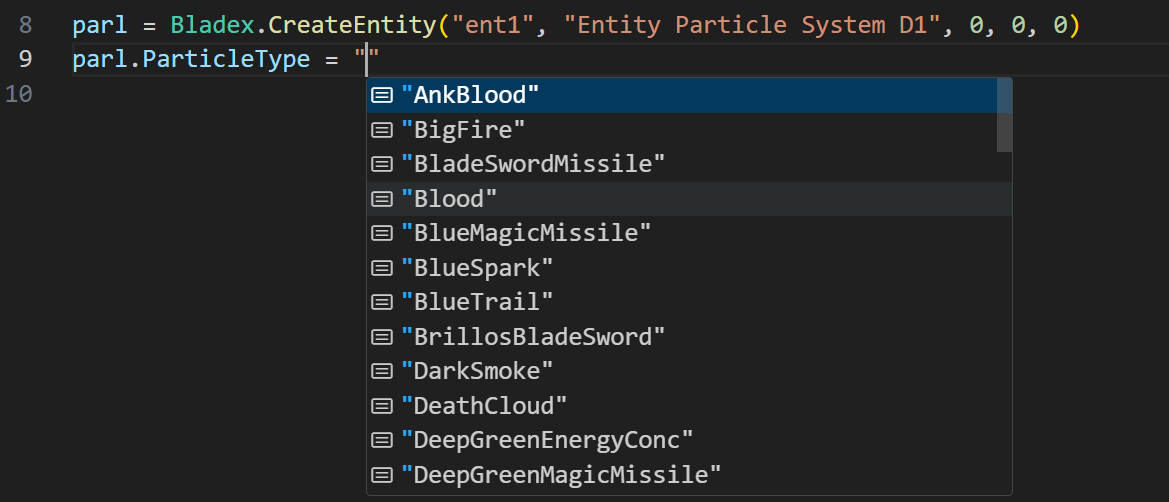 8 parl = Bladex.CreateEntity("ent1", "Entity Particle System D1", 0, 0, 0)
9 parl.ParticleType = ""
10
"AnkBlood"
"BigFire"
"BladeSwordMissile"
"Blood"
"BlueMagicMissile"
"BlueSpark"
"BlueTrail"
"BrillosBladeSword"
"DarkSmoke"
"DeathCloud"
"DeepGreenEnergyConc"
"DeepGreenMagicMissile"